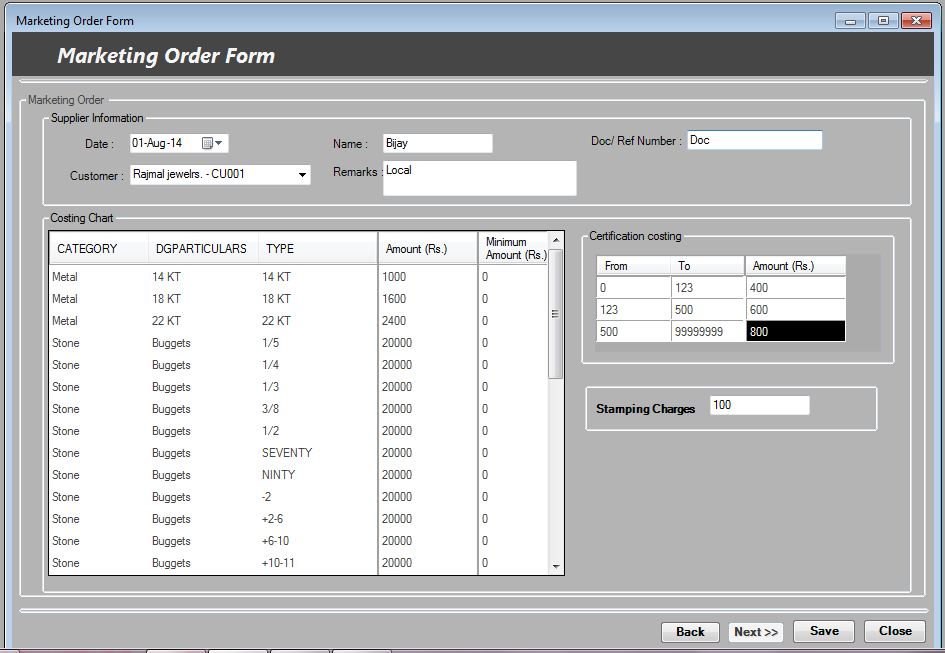 Marketing Order Form
Marketing Order Form
Marketing Order
Supplier Information
Date : 01-Aug-14 Name : Bijay Doc/ Ref Number : Doc
Customer : Rajmal jewelrs. - CU001 Remarks : Local
Costing Chart
CATEGORY DGPARTICULARS TYPE Amount (Rs.) Minimum Amount (Rs.)
Metal 14 KT 14 KT 1000 0
Metal 18 KT 18 KT 1600 0
Metal 22 KT 22 KT 2400 0
Stone Buggets 1/5 20000 0
Stone Buggets 1/4 20000 0
Stone Buggets 1/3 20000 0
Stone Buggets 3/8 20000 0
Stone Buggets 1/2 20000 0
Stone Buggets SEVENTY 20000 0
Stone Buggets NINTY 20000 0
Stone Buggets -2 20000 0
Stone Buggets +2-6 20000 0
Stone Buggets +6-10 20000 0
Stone Buggets +10-11 20000 0
Certification costing
From To Amount (Rs.)
0 123 400
123 500 600
500 99999999 800
Stamping Charges 100
Back Next >> Save Close